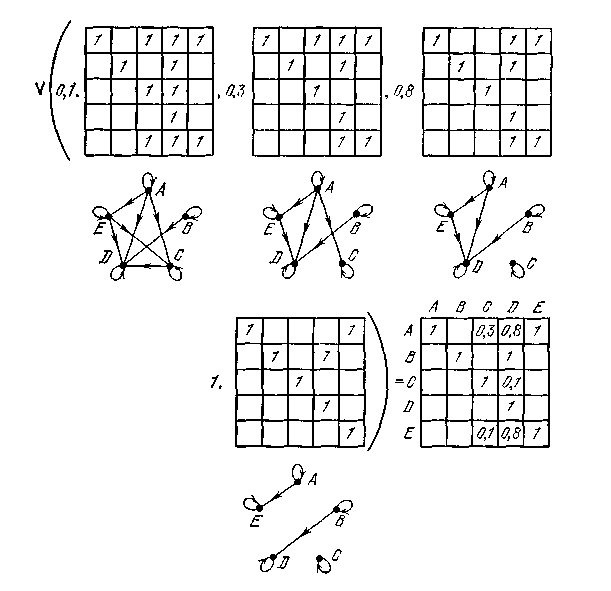 1 1 1 1 1 1 1 1 1 1 1
1 1 1 1 1 1
V ( 0,1. 1 1 , 0,3 1 , 0,8 1
1 1 1
1 1 1 1 1 1 1
A A A
E B E B E B
D C D C D C
A B C D E
1 1 A 1 0,3 0,8 1
1 1 B 1 1
1. 1 ) = C 1 0,1
1 D 1
1 E 0,1 0,8 1
A
E B
D C